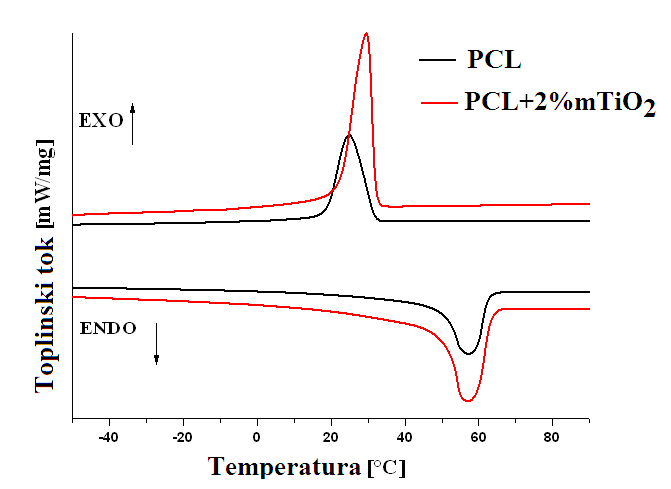 PCL
PCL+2%mTiO2
EXO
Toplinski tok [mW/mg]
ENDO
-40 -20 0 20 40 60 80
Temperatura [°C]